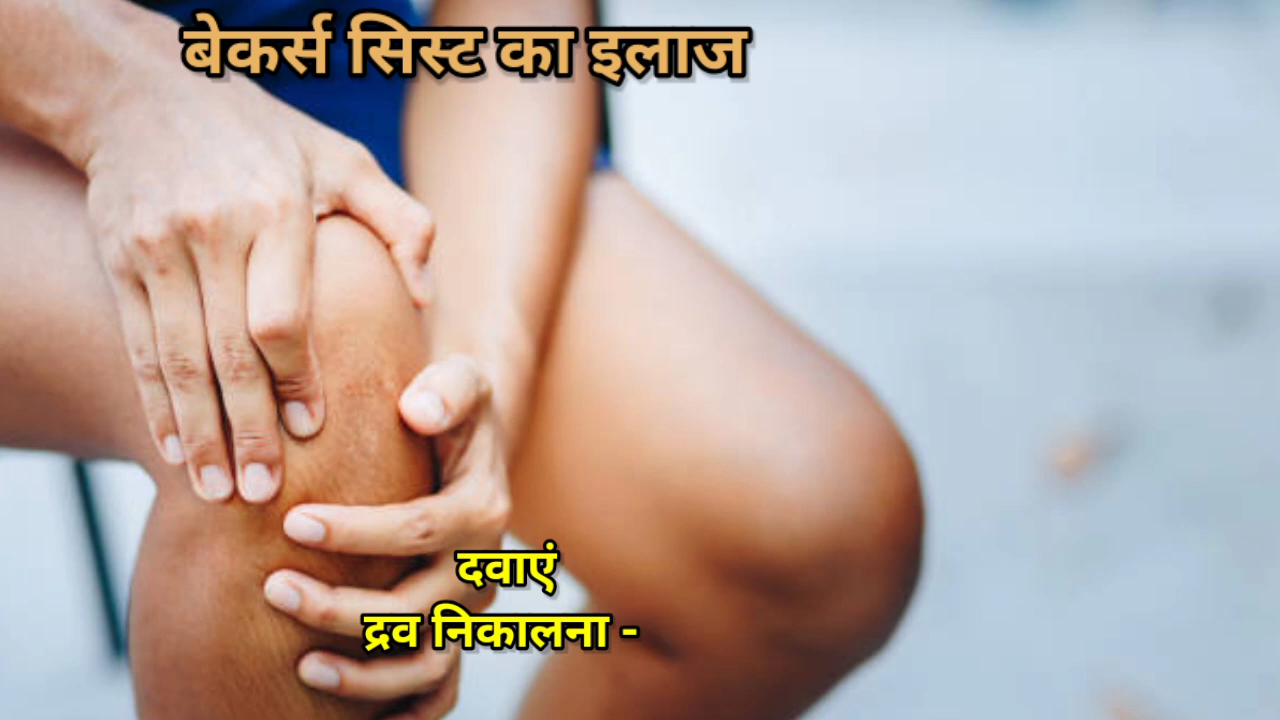 बेकर्स सिस्ट का इलाज
दवाएं
द्रव निकालना -